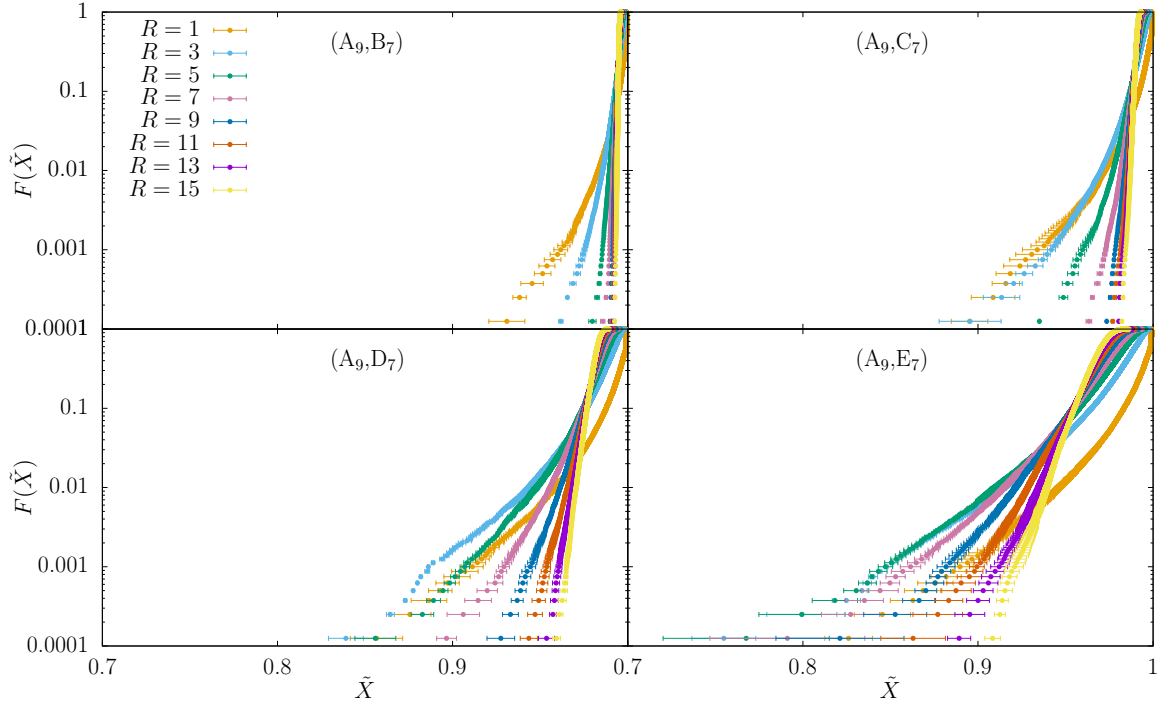 1
0.1
0.01
0.001
0.0001
F(X̃)
R = 1
R = 3
R = 5
R = 7
R = 9
R = 11
R = 13
R = 15
(A₉,B₇)
(A₉,C₇)
0.1
0.01
0.001
0.0001
F(X̃)
(A₉,D₇)
(A₉,E₇)
0.7
0.8
0.9
0.7
0.8
0.9
1
X̃
X̃